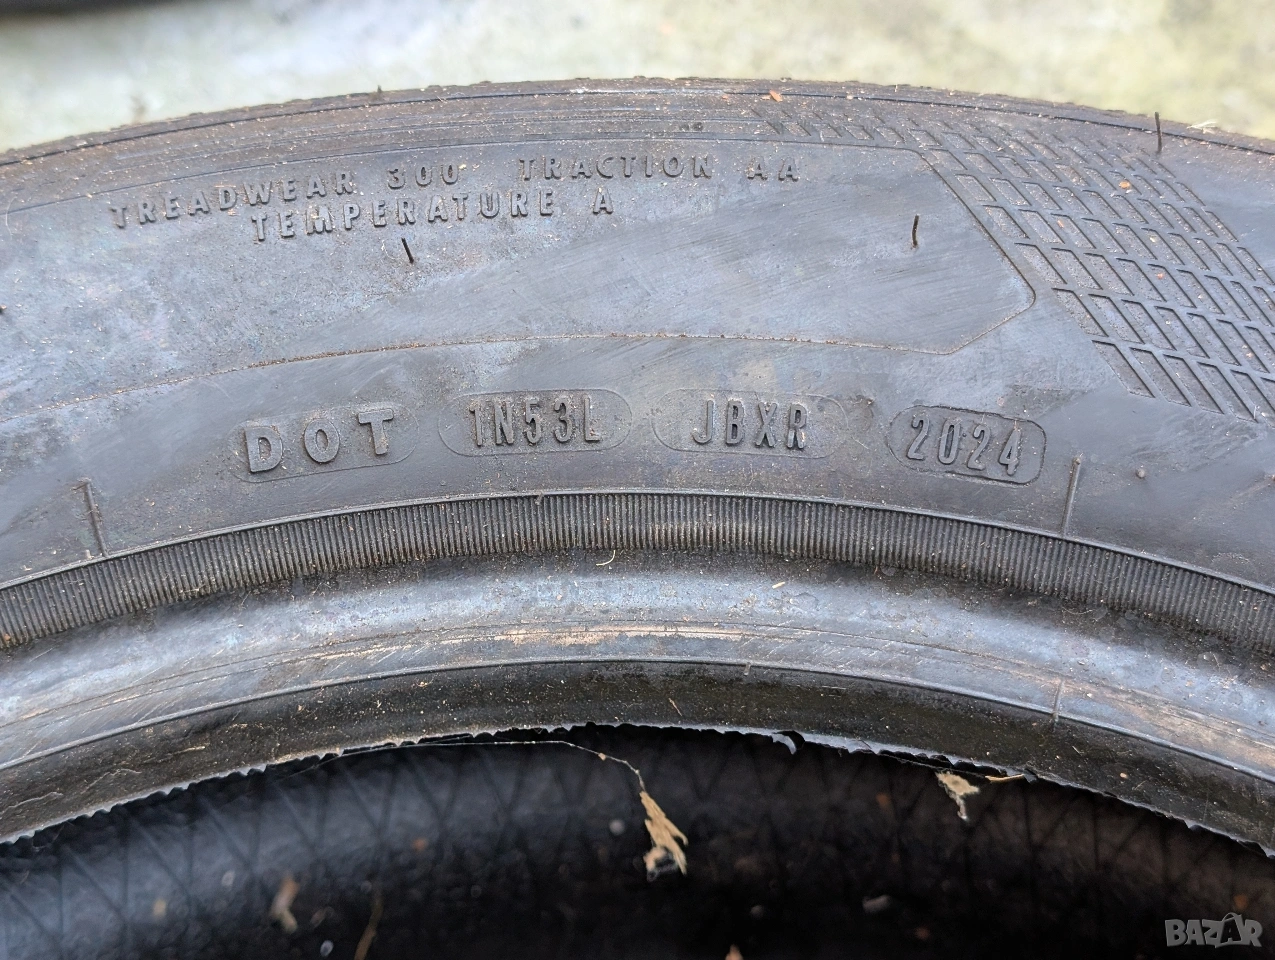 TREADWEAR 300 TRACTION AA
TEMPERATURE A
DOT 1N53L JBXR 2024
BAZAR